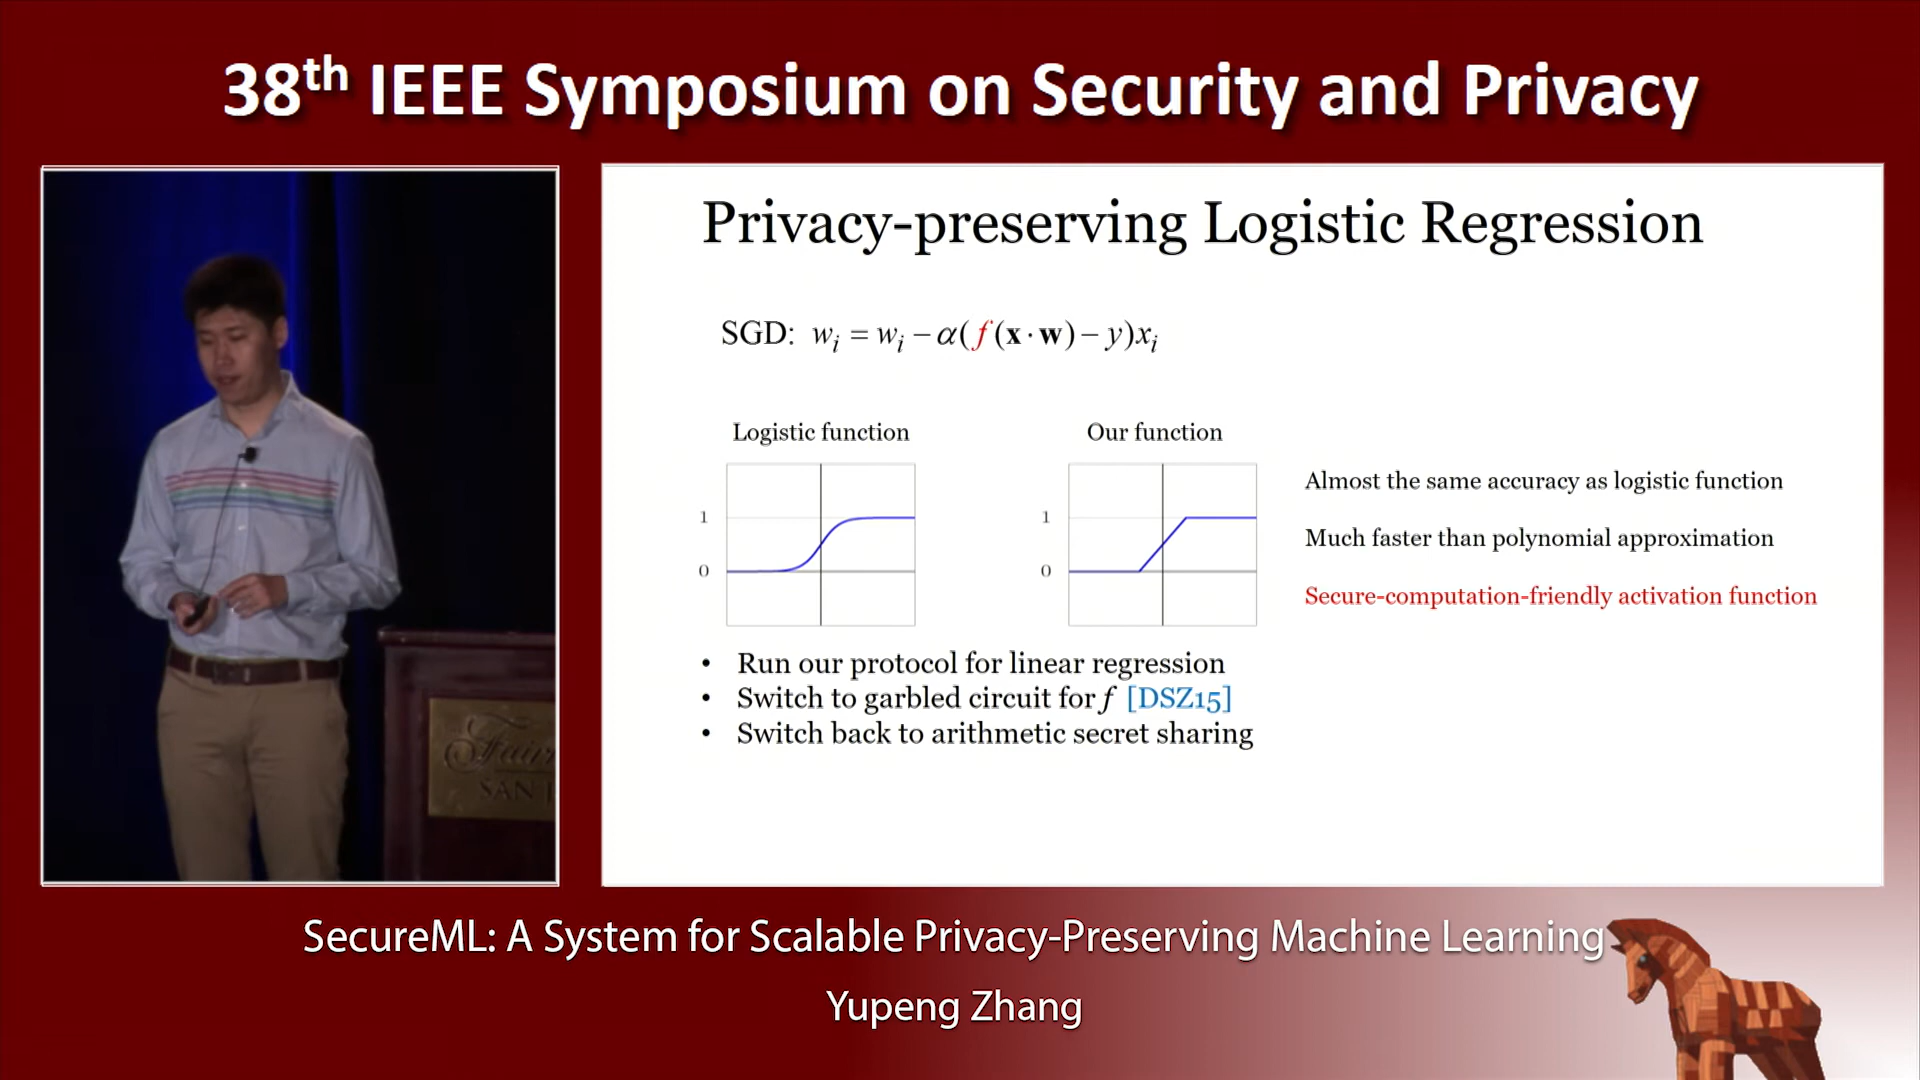 38th IEEE Symposium on Security and Privacy
Privacy-preserving Logistic Regression
SGD: w_i = w_i − α(f(x · w) − y)x_i
Logistic function
1
0
Our function
1
0
Almost the same accuracy as logistic function
Much faster than polynomial approximation
Secure-computation-friendly activation function
• Run our protocol for linear regression
• Switch to garbled circuit for f [DSZ15]
• Switch back to arithmetic secret sharing
SAN
SecureML: A System for Scalable Privacy-Preserving Machine Learning
Yupeng Zhang